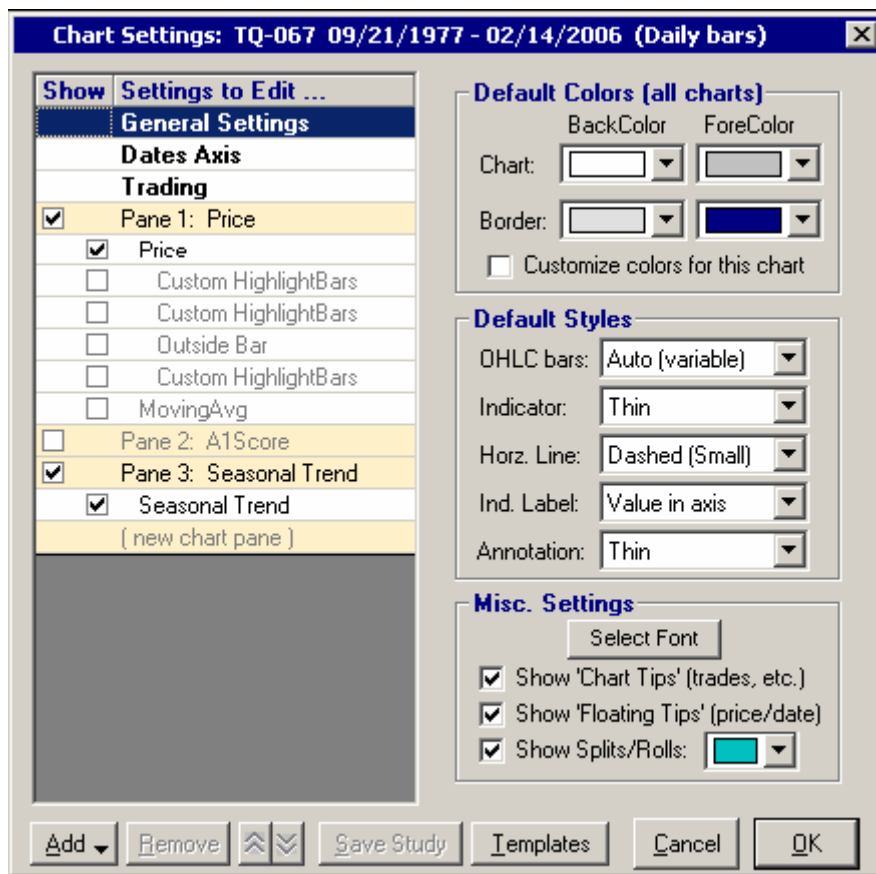 Chart Settings: TQ-067 09/21/1977 - 02/14/2006 (Daily bars)
Show Settings to Edit ...
General Settings
Dates Axis
Trading
Pane 1: Price
Price
Custom HighlightBars
Custom HighlightBars
Outside Bar
Custom HighlightBars
MovingAvg
Pane 2: A1Score
Pane 3: Seasonal Trend
Seasonal Trend
( new chart pane )
Default Colors (all charts)
BackColor ForeColor
Chart:
Border:
Customize colors for this chart
Default Styles
OHLC bars: Auto (variable)
Indicator: Thin
Horz. Line: Dashed (Small)
Ind. Label: Value in axis
Annotation: Thin
Misc. Settings
Select Font
Show 'Chart Tips' (trades, etc.)
Show 'Floating Tips' (price/date)
Show Splits/Rolls:
Add Remove Save Study Templates Cancel OK